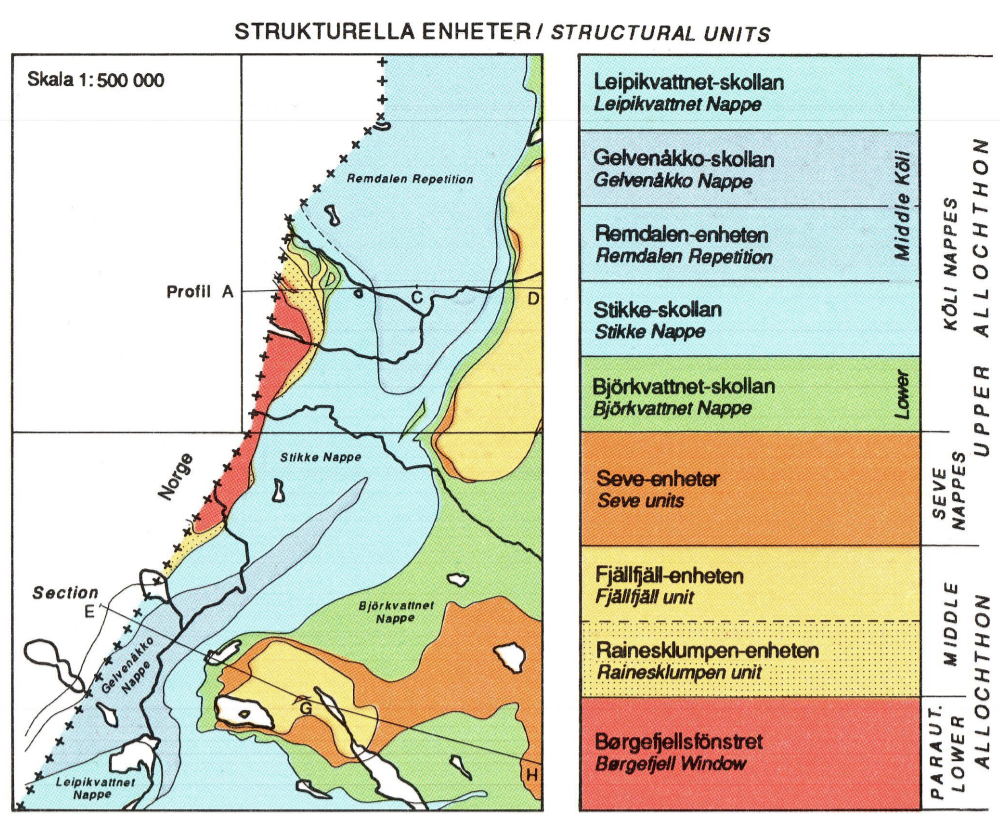 STRUKTURELLA ENHETER / STRUCTURAL UNITS
Skala 1: 500 000
Remdalen Repetition
Profil A
C
D
Norge
Stikke Nappe
Section
E
Björkvattnet
Nappe
Gelvenåkko
Nappe
G
H
Leipikvattnet
Nappe
Leipikvattnet-skollan
Leipikvattnet Nappe
Gelvenåkko-skollan
Gelvenåkko Nappe
Remdalen-enheten
Remdalen Repetition
Stikke-skollan
Stikke Nappe
Björkvattnet-skollan
Björkvattnet Nappe
Seve-enheter
Seve units
Fjällfjäll-enheten
Fjällfjäll unit
Rainesklumpen-enheten
Rainesklumpen unit
Børgefjellsfönstret
Børgefjell Window
Middle Köli
Lower
KÖLI NAPPES
SEVE
NAPPES
UPPER ALLOCHTHON
MIDDLE
PARAUT.
LOWER
ALLOCHTHON